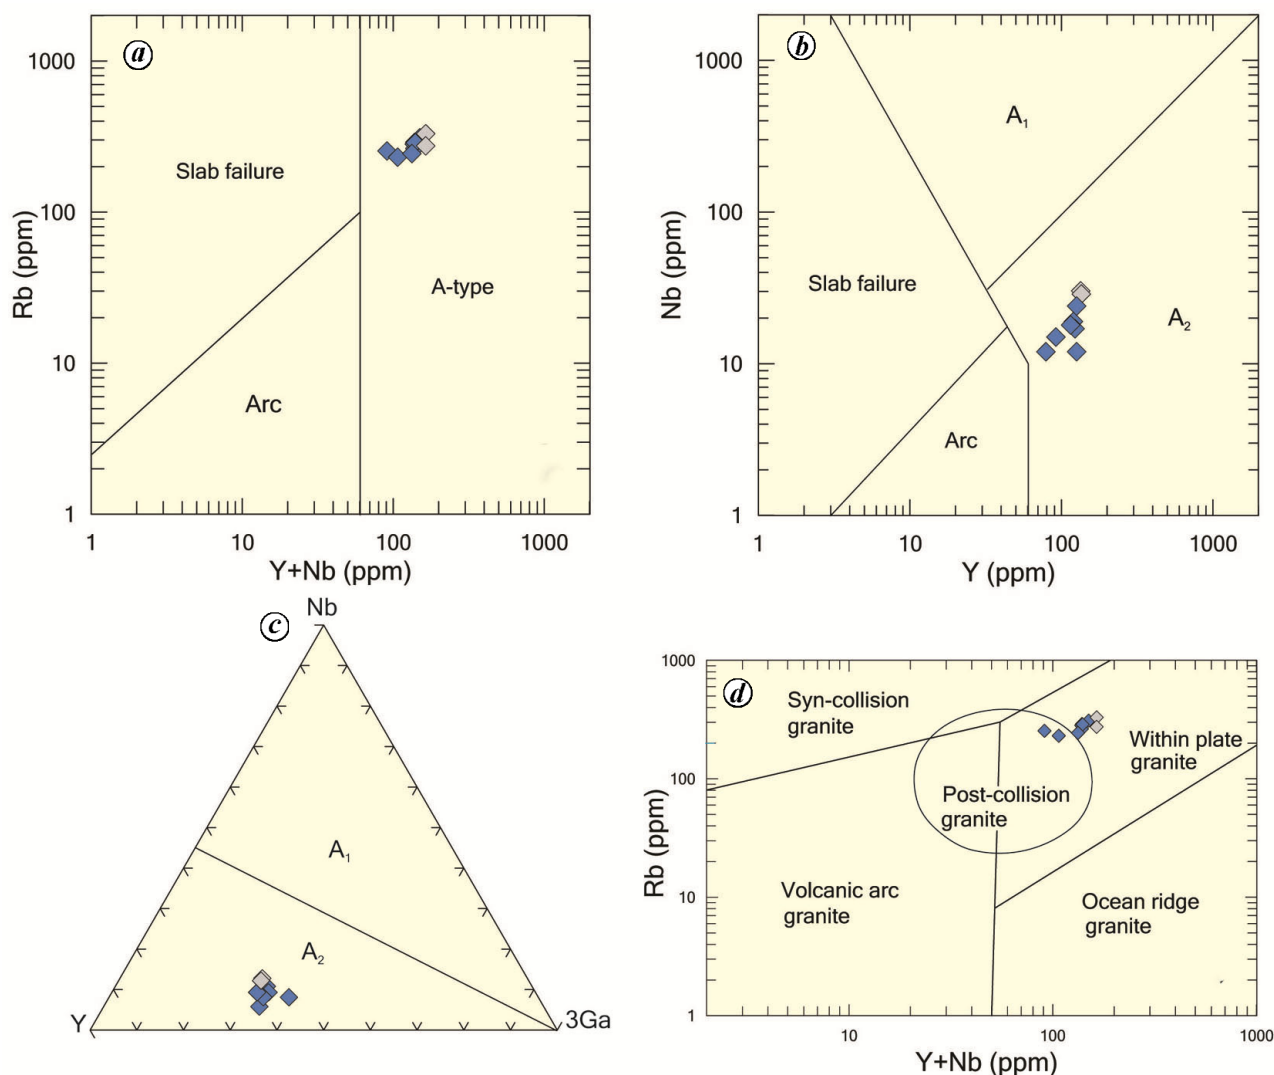 a
1000
Slab failure
100
Rb (ppm)
A-type
10
Arc
1
1
10
100
1000
Y+Nb (ppm)
b
1000
A1
100
Nb (ppm)
Slab failure
A2
10
Arc
1
1
10
100
1000
Y (ppm)
c
Nb
A1
A2
Y
3Ga
d
1000
Syn-collision
granite
Within plate
granite
100
Post-collision
granite
Rb (ppm)
Volcanic arc
granite
10
Ocean ridge
granite
1
10
100
1000
Y+Nb (ppm)